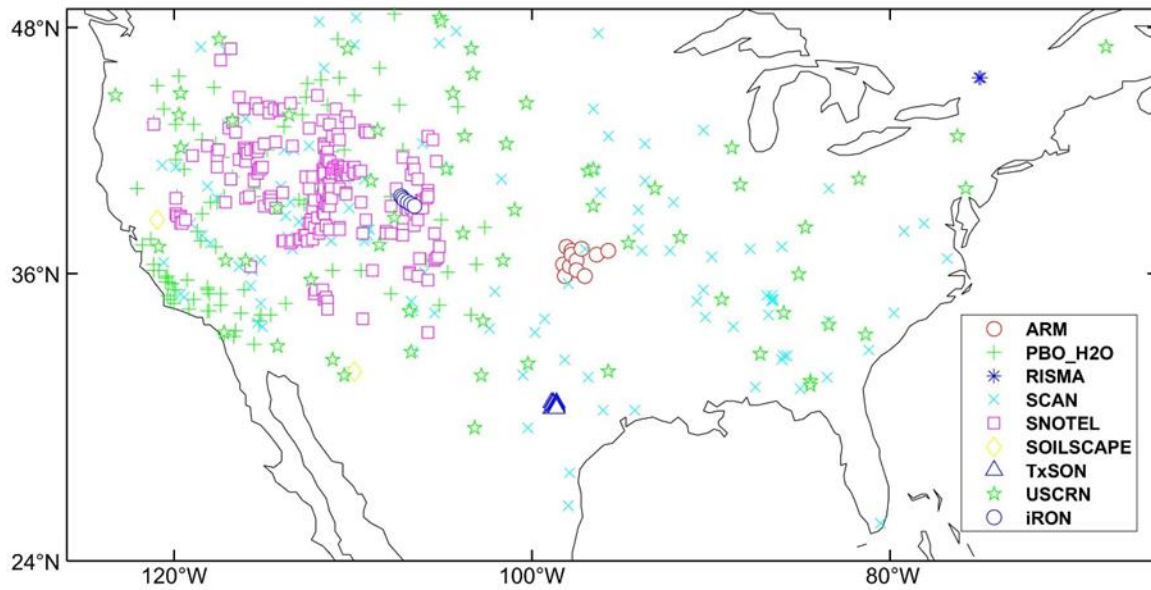 48°N
36°N
24°N
120°W
100°W
80°W
ARM
PBO_H2O
RISMA
SCAN
SNOTEL
SOILSCAPE
TxSON
USCRN
iRON